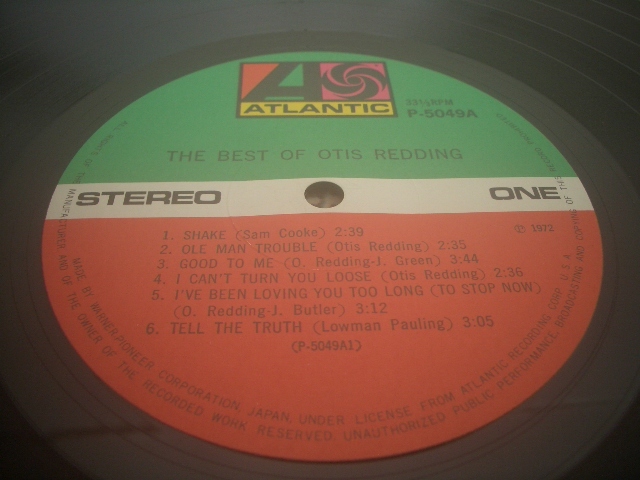 ATLANTIC
33⅓RPM
P-5049A
THE BEST OF OTIS REDDING
STEREO
ONE
℗ 1972
1. SHAKE (Sam Cooke) 2:39
2. OLE MAN TROUBLE (Otis Redding) 2:35
3. GOOD TO ME (O. Redding-J. Green) 3:44
4. I CAN'T TURN YOU LOOSE (Otis Redding) 2:36
5. I'VE BEEN LOVING YOU TOO LONG (TO STOP NOW)
(O. Redding-J. Butler) 3:12
6. TELL THE TRUTH (Lowman Pauling) 3:05
(P-5049A1)
MADE BY WARNER-PIONEER CORPORATION, JAPAN, UNDER LICENSE FROM ATLANTIC RECORDING CORP. U.S.A.
ALL RIGHTS OF THE MANUFACTURER AND OF THE OWNER OF THE RECORDED WORK RESERVED. UNAUTHORIZED PUBLIC PERFORMANCE, BROADCASTING AND COPYING OF THE